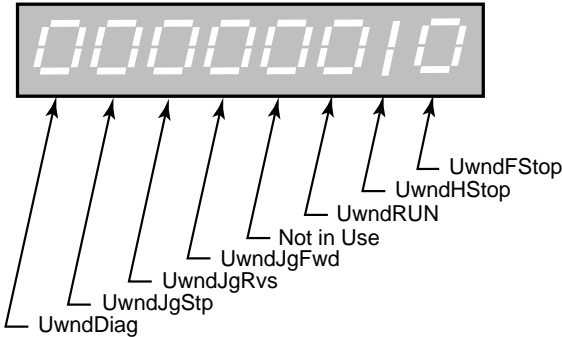 00000010
UwndFStop
UwndHStop
UwndRUN
Not in Use
UwndJgFwd
UwndJgRvs
UwndJgStp
UwndDiag